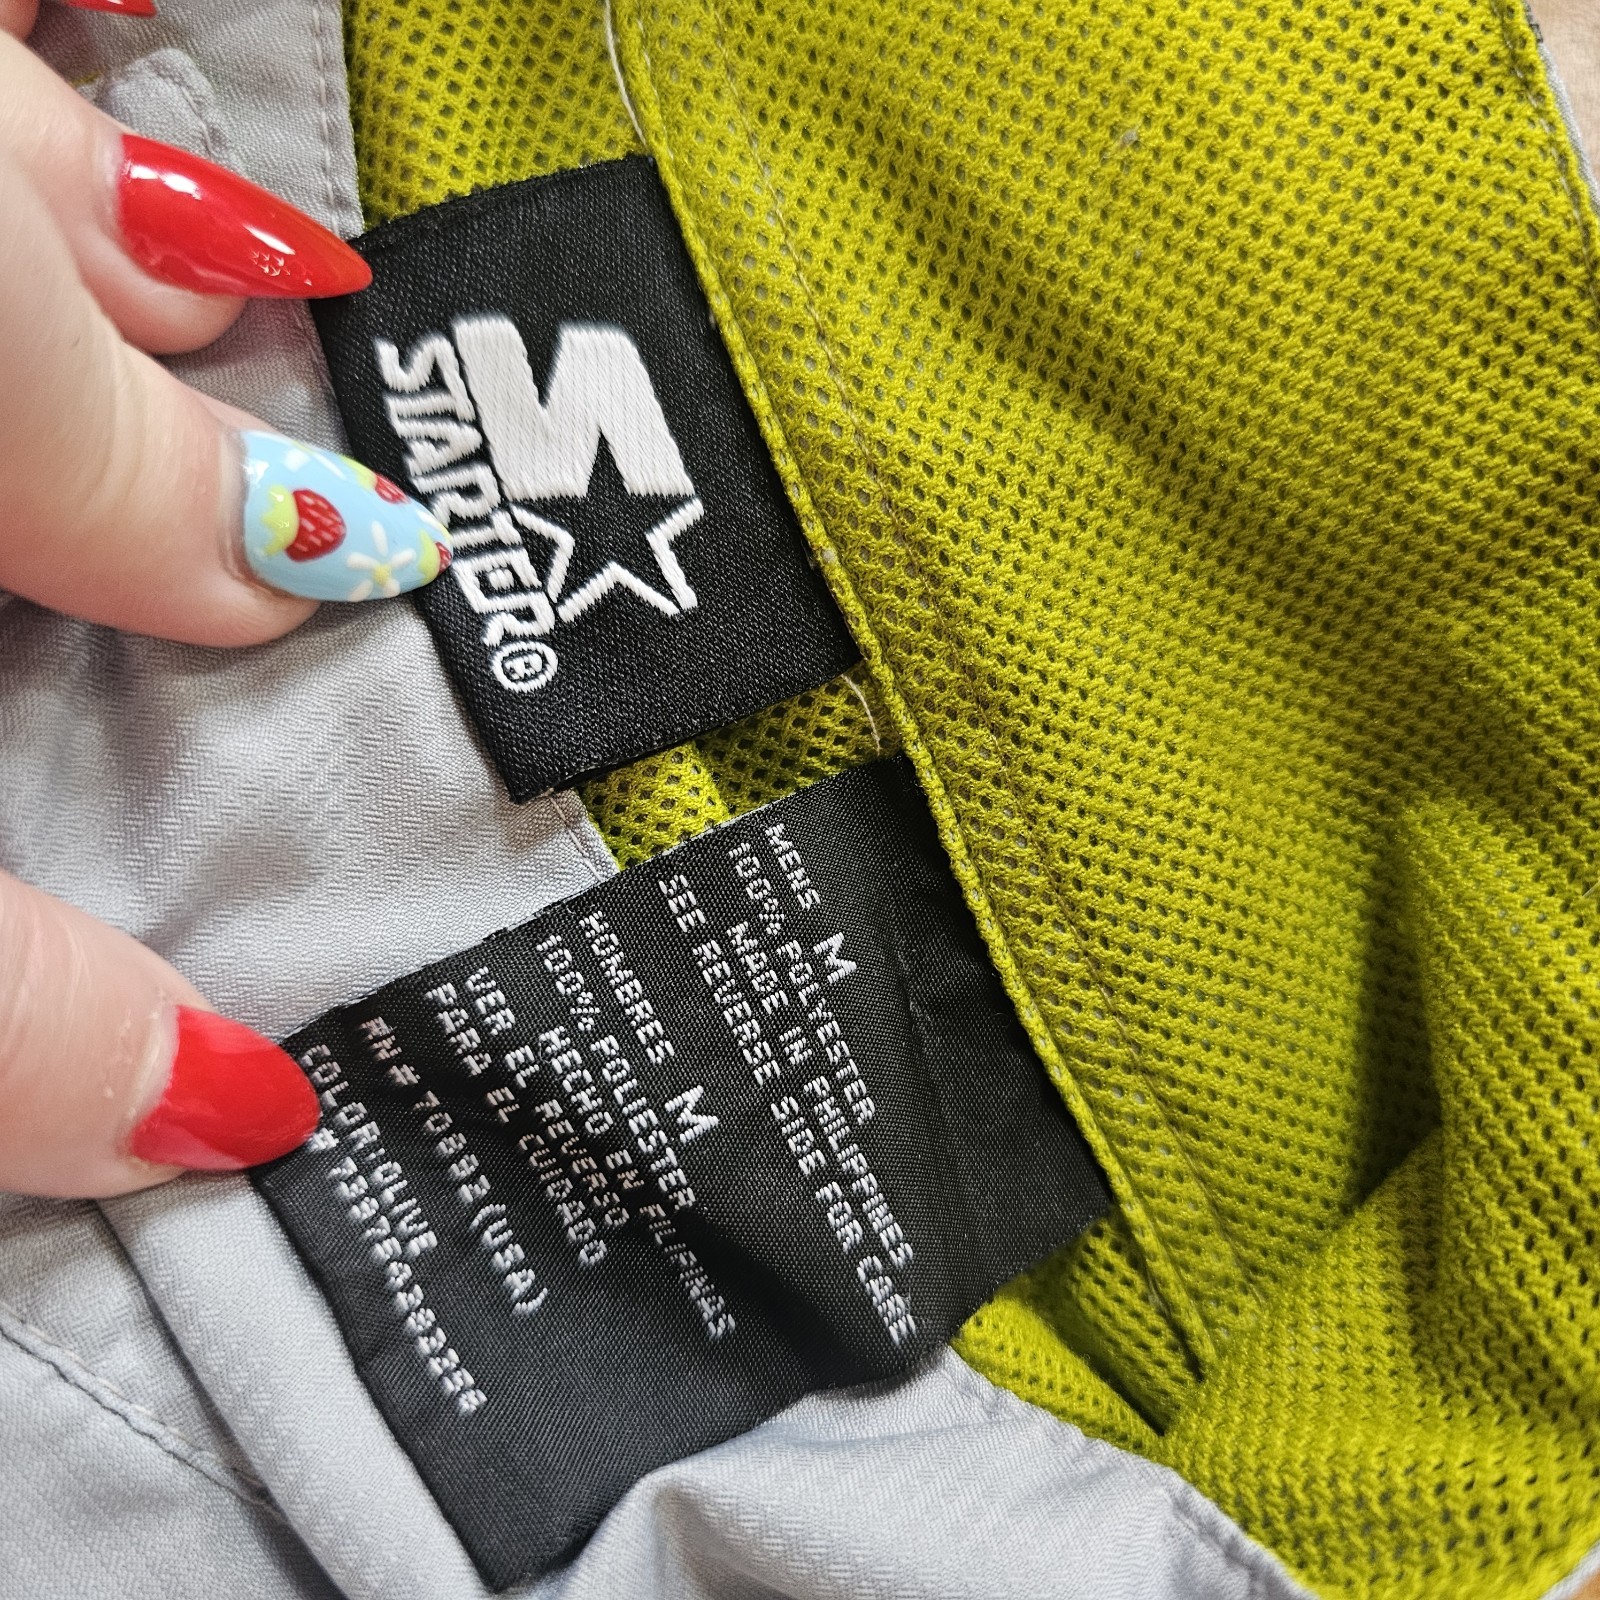 STARTER®
MENS M
100% POLYESTER
MADE IN PHILIPPINES
SEE REVERSE SIDE FOR CARE
HOMBRES M
100% POLIESTER
HECHO EN FILIPINAS
VER EL REVERSO
PARA EL CUIDADO
RN# 70892 (USA)
COLOR:OLIVE